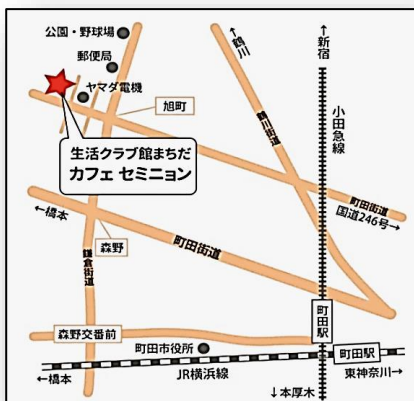 公園・野球場
郵便局
ヤマダ電機
旭町
生活クラブ館まちだ
カフェ セミニョン
←鶴川
鶴川街道
↑新宿
小田急線
町田街道
国道246号→
←橋本
森野
町田街道
鎌倉街道
町田駅
森野交番前
町田市役所
町田駅
←橋本
JR横浜線
東神奈川→
↓本厚木